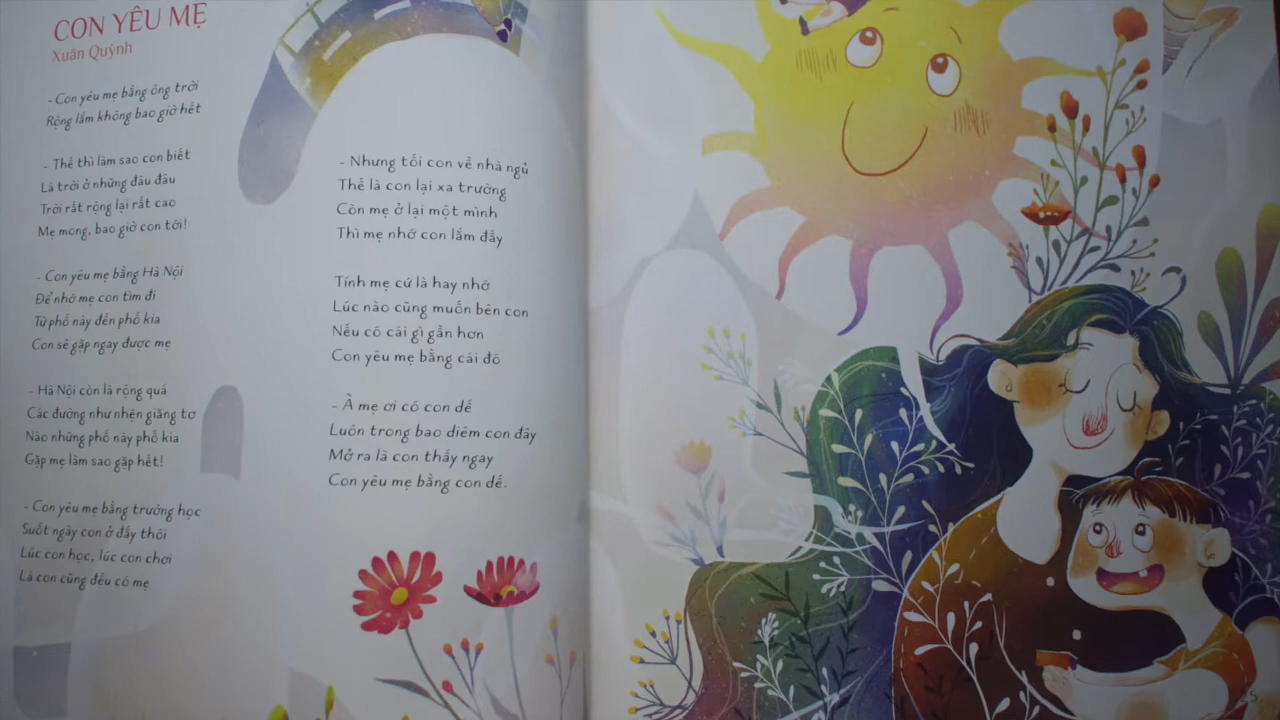 CON YÊU MẸ
Xuân Quỳnh
- Con yêu mẹ bằng ông trời
Rộng lắm không bao giờ hết
- Thế thì làm sao con biết
Là trời ở những đâu đâu
Trời rất rộng lại rất cao
Mẹ mong, bao giờ con tới!
- Con yêu mẹ bằng Hà Nội
Để nhớ mẹ con tìm đi
Từ phố này đến phố kia
Con sẽ gặp ngay được mẹ
- Hà Nội còn là rộng quá
Các đường như nhện giăng tơ
Nào những phố này phố kia
Gặp mẹ làm sao gặp hết!
- Con yêu mẹ bằng trường học
Suốt ngày con ở đấy thôi
Lúc con học, lúc con chơi
Là con cũng đều có mẹ
- Nhưng tối con về nhà ngủ
Thế là con lại xa trường
Còn mẹ ở lại một mình
Thì mẹ nhớ con lắm đấy
Tính mẹ cứ là hay nhớ
Lúc nào cũng muốn bên con
Nếu có cái gì gần hơn
Con yêu mẹ bằng cái đó
- À mẹ ơi có con dế
Luôn trong bao diêm con đây
Mở ra là con thấy ngay
Con yêu mẹ bằng con dế.